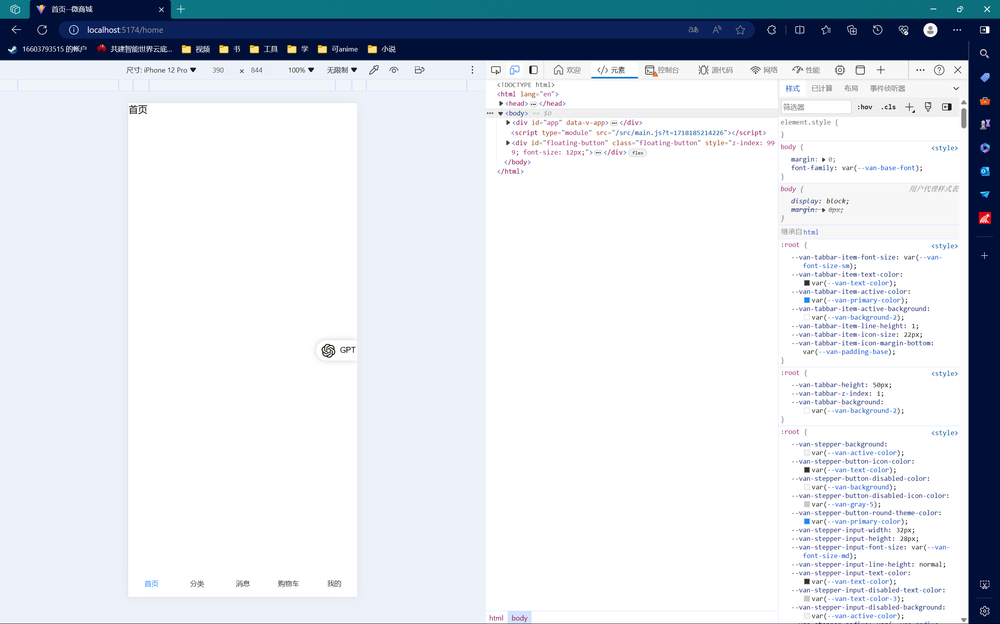 首页--微商城
localhost:5174/home
16603793515 的帐户
共建智能世界云底...
视频
书
工具
学
可anime
小说
尺寸: iPhone 12 Pro
390
×
844
100%
无限制
首页
GPT
首页
分类
消息
购物车
我的
欢迎
元素
控制台
源代码
网络
性能
<!DOCTYPE html>
<html lang="en">
<head>…</head>
<body> == $0
<div id="app" data-v-app>…</div>
<script type="module" src="/src/main.js?t=1718185214226"></script>
<div id="floating-button" class="floating-button" style="z-index: 99
9; font-size: 12px;">…</div> flex
</body>
</html>
html
body
样式
已计算
布局
事件侦听器
筛选器
:hov
.cls
element.style {
}
body {
<style>
margin: 0;
font-family: var(--van-base-font);
}
body {
用户代理样式表
display: block;
margin: 8px;
}
继承自 html
:root {
<style>
--van-tabbar-item-font-size: var(--van-
font-size-sm);
--van-tabbar-item-text-color:
var(--van-text-color);
--van-tabbar-item-active-color:
var(--van-primary-color);
--van-tabbar-item-active-background:
var(--van-background-2);
--van-tabbar-item-line-height: 1;
--van-tabbar-item-icon-size: 22px;
--van-tabbar-item-icon-margin-bottom:
var(--van-padding-base);
}
:root {
<style>
--van-tabbar-height: 50px;
--van-tabbar-z-index: 1;
--van-tabbar-background:
var(--van-background-2);
}
:root {
<style>
--van-stepper-background:
var(--van-active-color);
--van-stepper-button-icon-color:
var(--van-text-color);
--van-stepper-button-disabled-color:
var(--van-background);
--van-stepper-button-disabled-icon-color:
var(--van-gray-5);
--van-stepper-button-round-theme-color:
var(--van-primary-color);
--van-stepper-input-width: 32px;
--van-stepper-input-height: 28px;
--van-stepper-input-font-size: var(--van-
font-size-md);
--van-stepper-input-line-height: normal;
--van-stepper-input-text-color:
var(--van-text-color);
--van-stepper-input-disabled-text-color:
var(--van-text-color-3);
--van-stepper-input-disabled-background:
var(--van-active-color);